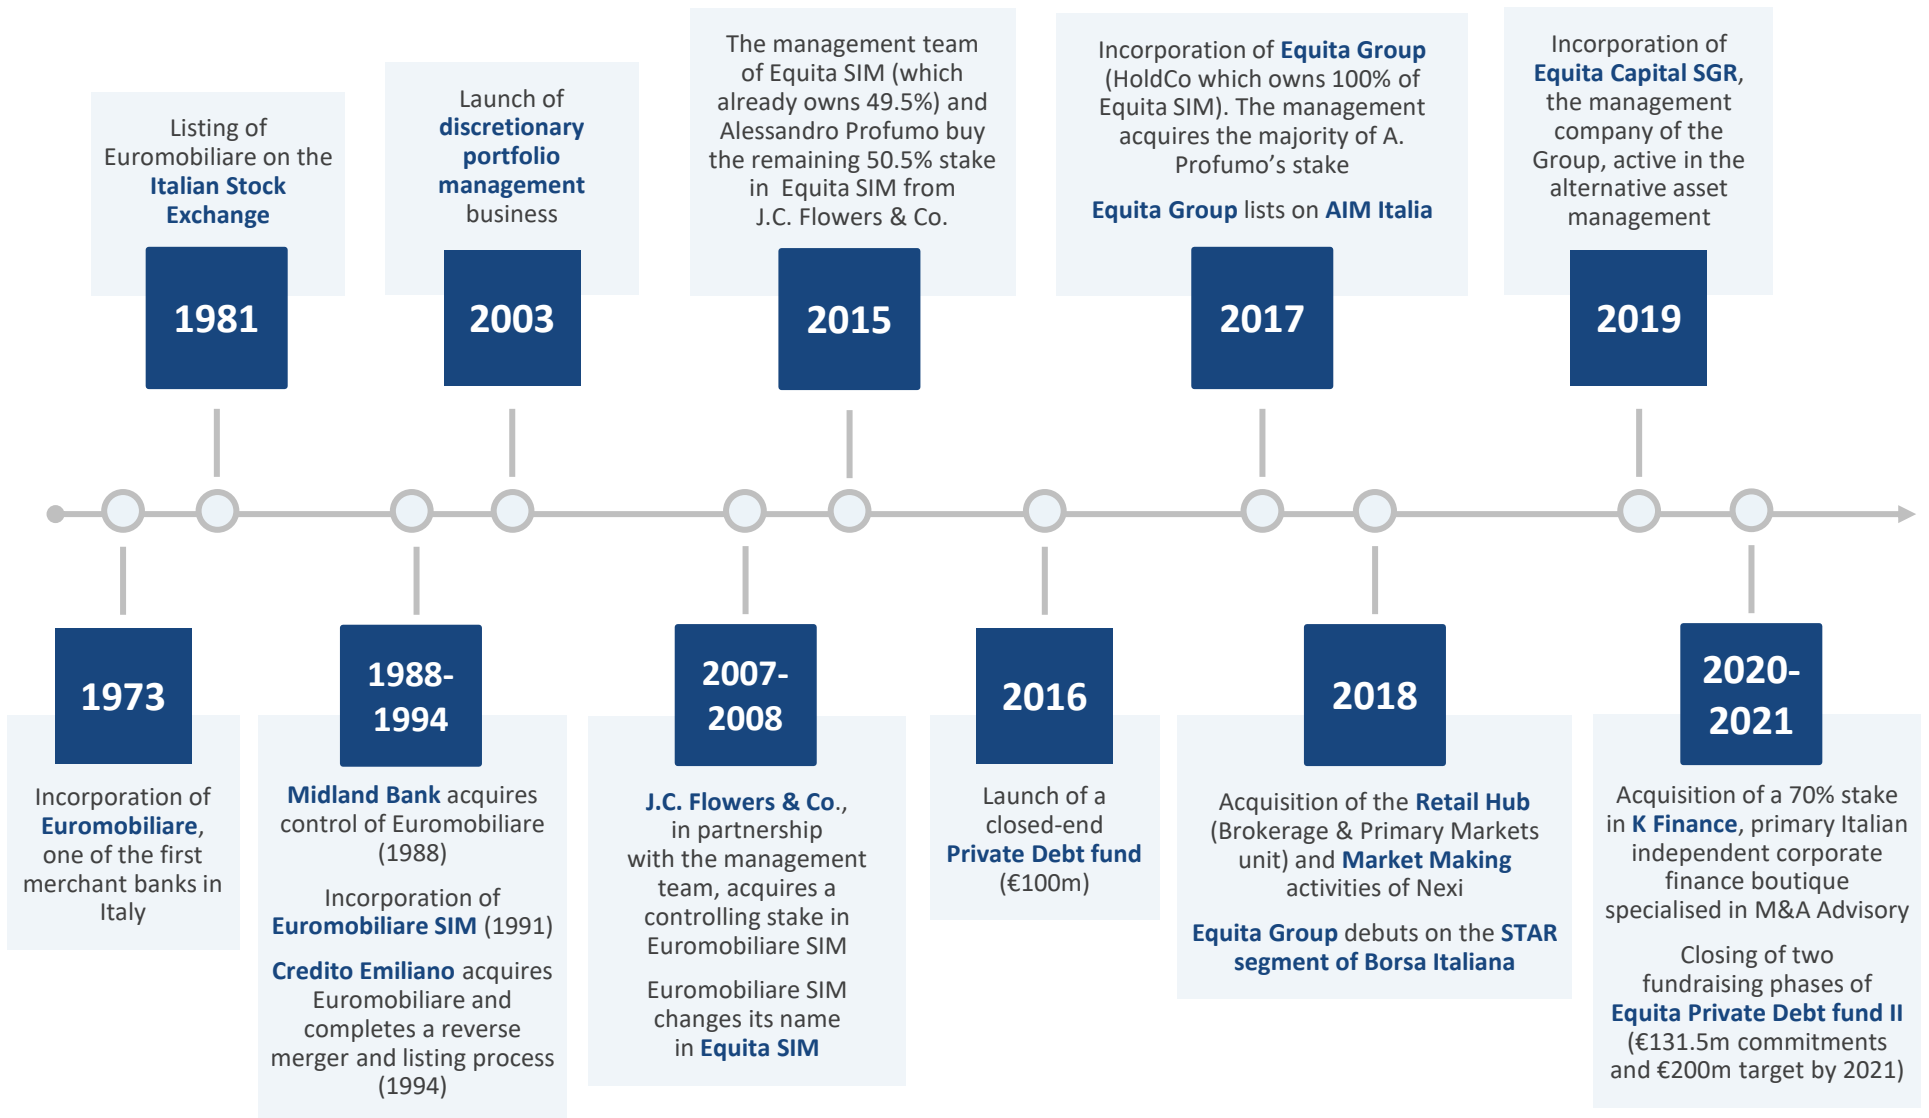 Listing of
Euromobiliare on the
Italian Stock
Exchange
1981
Launch of
discretionary
portfolio
management
business
2003
The management team
of Equita SIM (which
already owns 49.5%) and
Alessandro Profumo buy
the remaining 50.5% stake
in Equita SIM from
J.C. Flowers & Co.
2015
Incorporation of Equita Group
(HoldCo which owns 100% of
Equita SIM). The management
acquires the majority of A.
Profumo’s stake
Equita Group lists on AIM Italia
2017
Incorporation of
Equita Capital SGR,
the management
company of the
Group, active in the
alternative asset
management
2019
1973
Incorporation of
Euromobiliare,
one of the first
merchant banks in
Italy
1988-
1994
Midland Bank acquires
control of Euromobiliare
(1988)
Incorporation of
Euromobiliare SIM (1991)
Credito Emiliano acquires
Euromobiliare and
completes a reverse
merger and listing process
(1994)
2007-
2008
J.C. Flowers & Co.,
in partnership
with the management
team, acquires a
controlling stake in
Euromobiliare SIM
Euromobiliare SIM
changes its name
in Equita SIM
2016
Launch of a
closed-end
Private Debt fund
(€100m)
2018
Acquisition of the Retail Hub
(Brokerage & Primary Markets
unit) and Market Making
activities of Nexi
Equita Group debuts on the STAR
segment of Borsa Italiana
2020-
2021
Acquisition of a 70% stake
in K Finance, primary Italian
independent corporate
finance boutique
specialised in M&A Advisory
Closing of two
fundraising phases of
Equita Private Debt fund II
(€131.5m commitments
and €200m target by 2021)